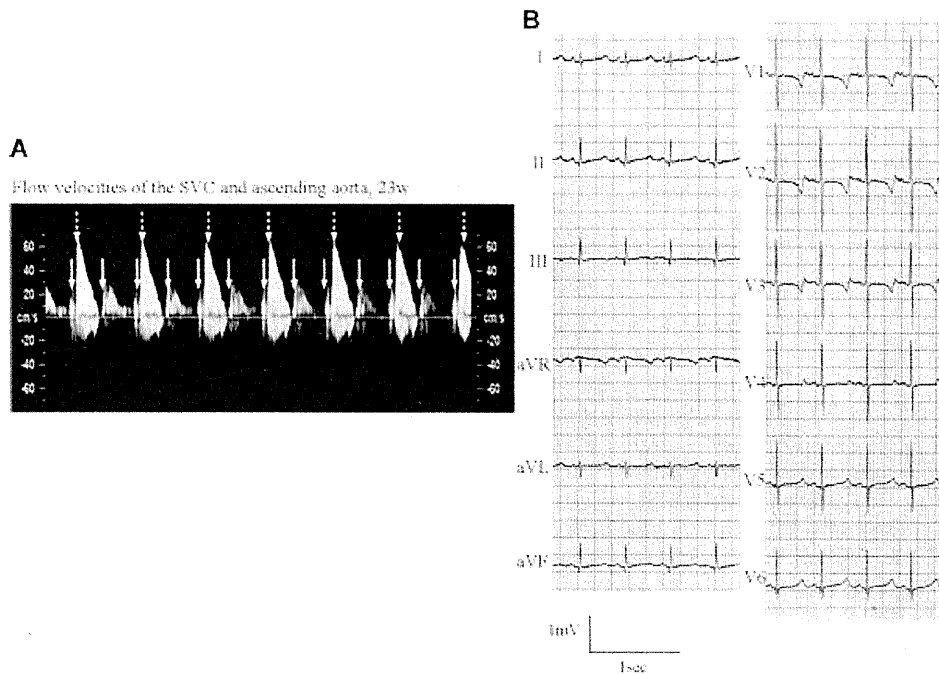 A
Flow velocities of the SVC and ascending aorta, 23w
60
40
20
cm/s
-20
-40
-60
60
40
20
cm/s
-20
-40
-60
B
I
II
III
aVR
aVL
aVF
V1
V2
V3
V4
V5
V6
1mV
1sec